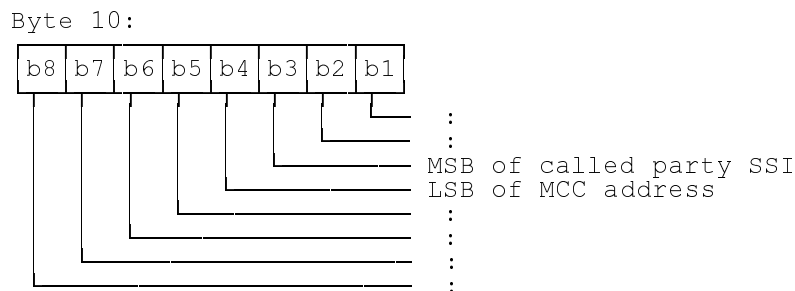 Byte 10:
b8 b7 b6 b5 b4 b3 b2 b1
:
:
MSB of called party SSI
LSB of MCC address
:
:
:
: